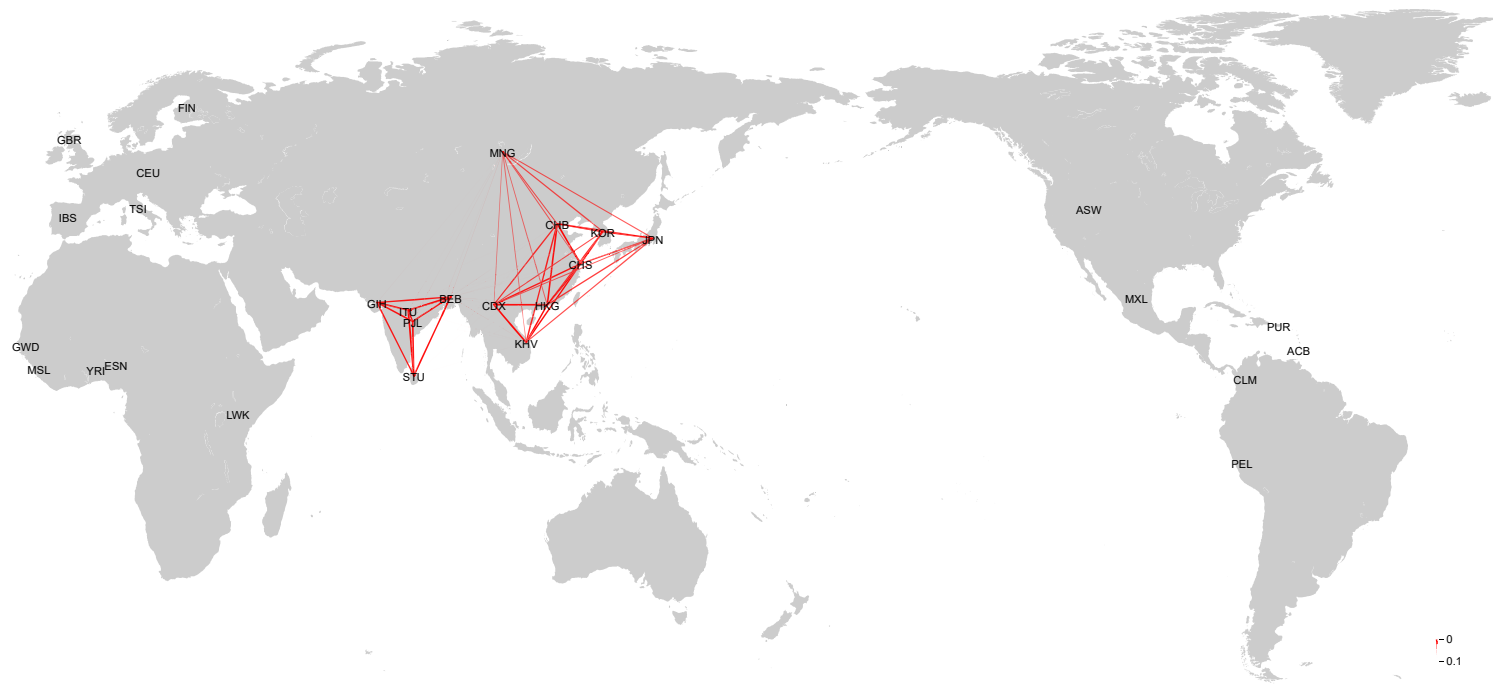 FIN
GBR
MNG
CEU
ASW
TSI
IBS
CHB
KOR
JPN
CHS
BEB
MXL
GIH
CDX
HKG
ITU
PJL
PUR
KHV
GWD
ACB
ESN
MSL
YRI
STU
CLM
LWK
PEL
0
0.1